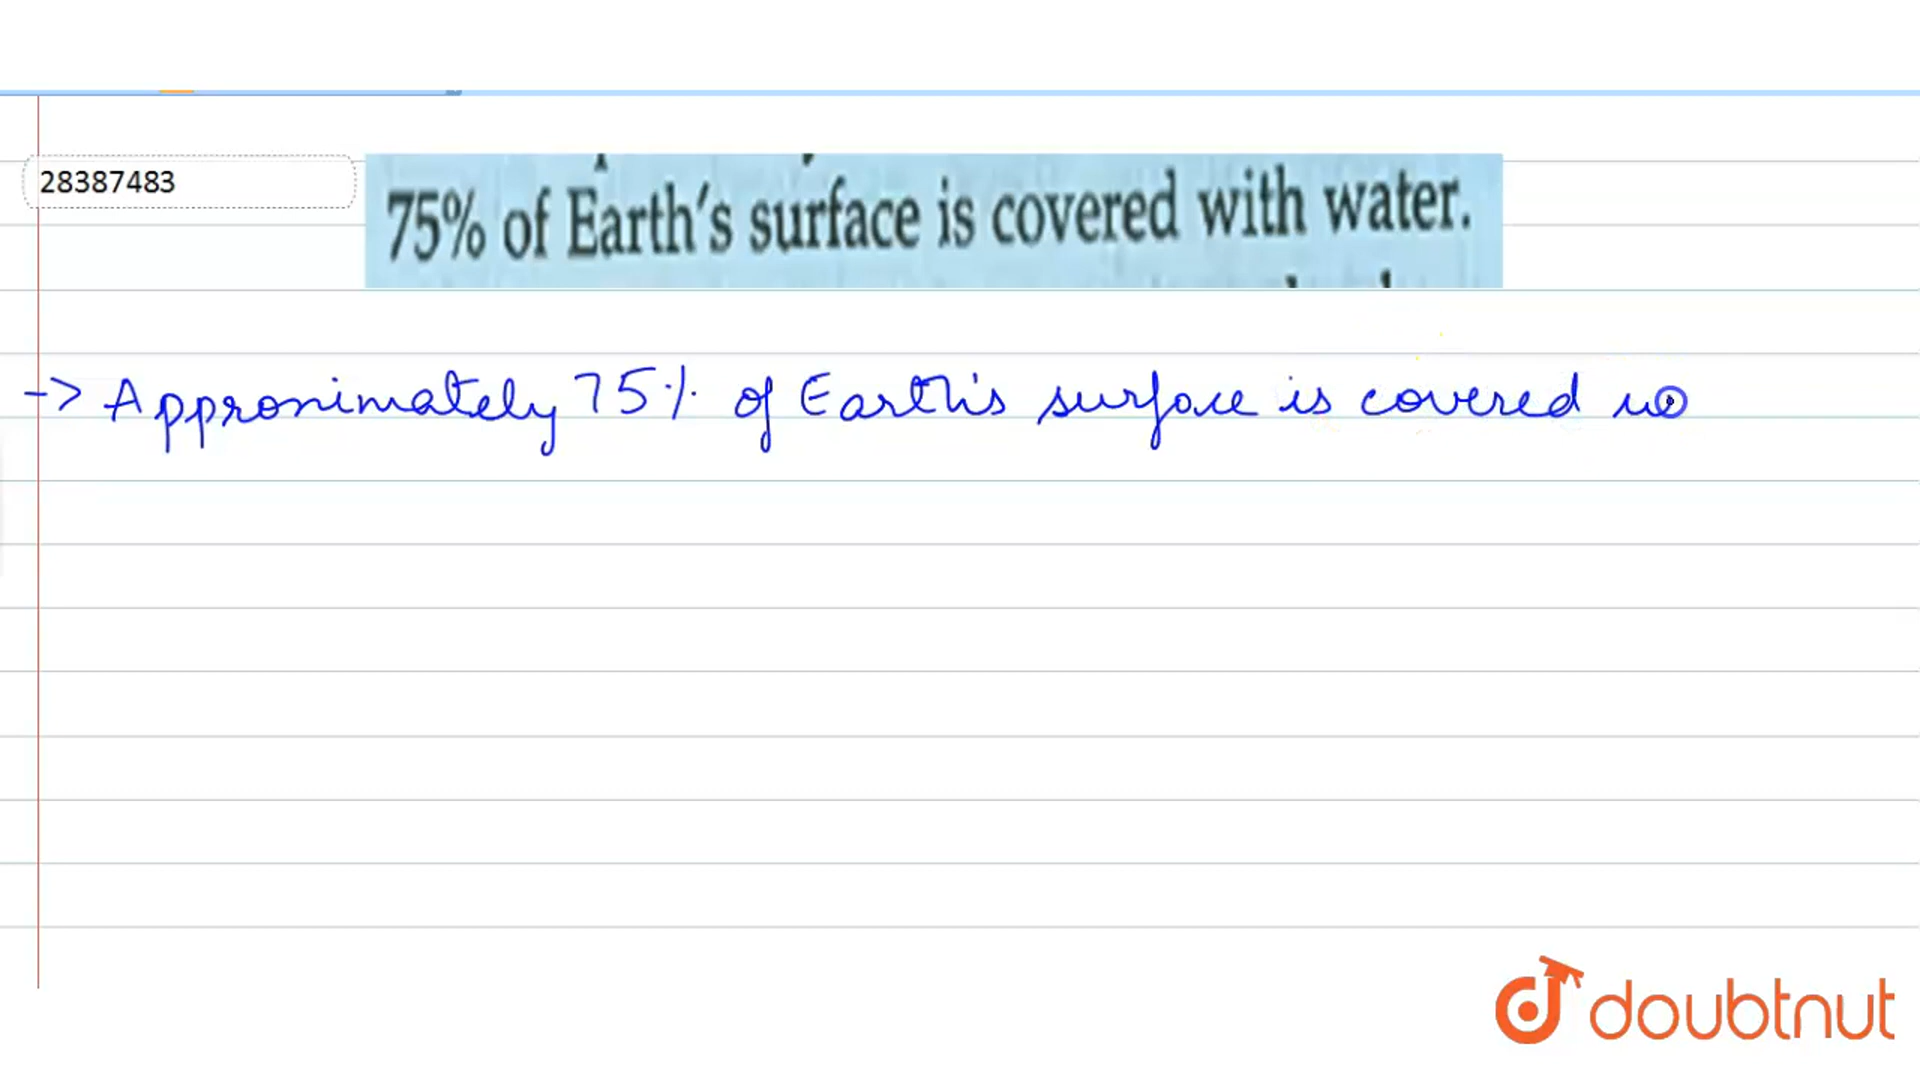 28387483
75% of Earth's surface is covered with water.
-> Approximately 75% of Earth's surface is covered
doubtnut